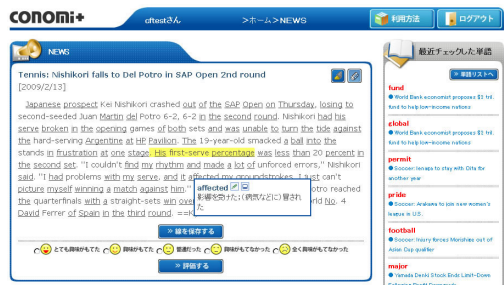 conomi+
cftestさん
>ホーム>NEWS
利用方法
ログアウト
NEWS
Tennis: Nishikori falls to Del Potro in SAP Open 2nd round
[2009/2/13]
Japanese prospect Kei Nishikori crashed out of the SAP Open on Thursday, losing to
second-seeded Juan Martin del Potro 6-2, 6-2 in the second round. Nishikori had his
serve broken in the opening games of both sets and was unable to turn the tide against
the hard-serving Argentine at HP Pavilion. The 19-year-old smacked a ball into the
stands in frustration at one stage. His first-serve percentage was less than 20 percent in
the second set. "I couldn't find my rhythm and made a lot of unforced errors," Nishikori
said. "I had problems with my serve, and it affected my groundstrokes. I just can't
picture myself winning a match against him."
otro reached
the quarterfinals with a straight-sets win over
orld No. 4
David Ferrer of Spain in the third round. ==K
affected
影響を受けた;(病気などに)冒され
た
» 線を保存する
とても興味がもてた
興味がもてた
普通だった
興味がもてなかった
全く興味がもてなかった
» 評価する
最近チェックした単語
» 単語リストへ
fund
World Bank economist proposes $1 tril.
fund to help low-income nations
global
World Bank economist proposes $1 tril.
fund to help low-income nations
permit
Soccer: Ienaga to stay with Oita for
another year
pride
Soccer: Arakawa to join new women's
league in U.S.
football
Soccer: Injury forces Morishige out of
Asian Cup qualifier
major
Yamada Denki Stock Ends Limit-Down